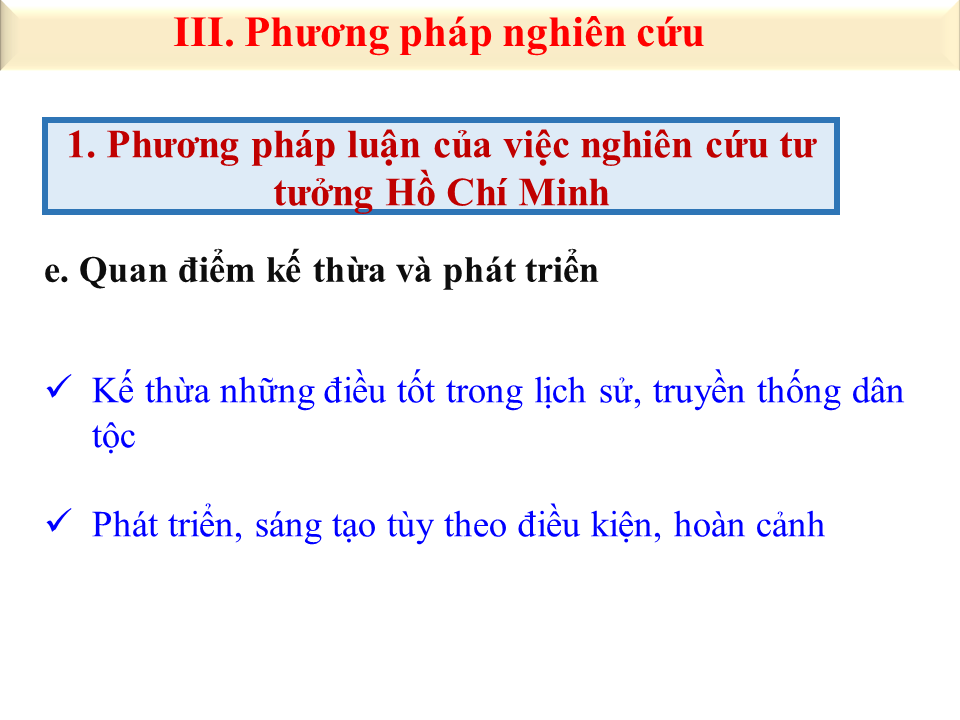 III. Phương pháp nghiên cứu
1. Phương pháp luận của việc nghiên cứu tư
tưởng Hồ Chí Minh
e. Quan điểm kế thừa và phát triển
✓ Kế thừa những điều tốt trong lịch sử, truyền thống dân
tộc
✓ Phát triển, sáng tạo tùy theo điều kiện, hoàn cảnh